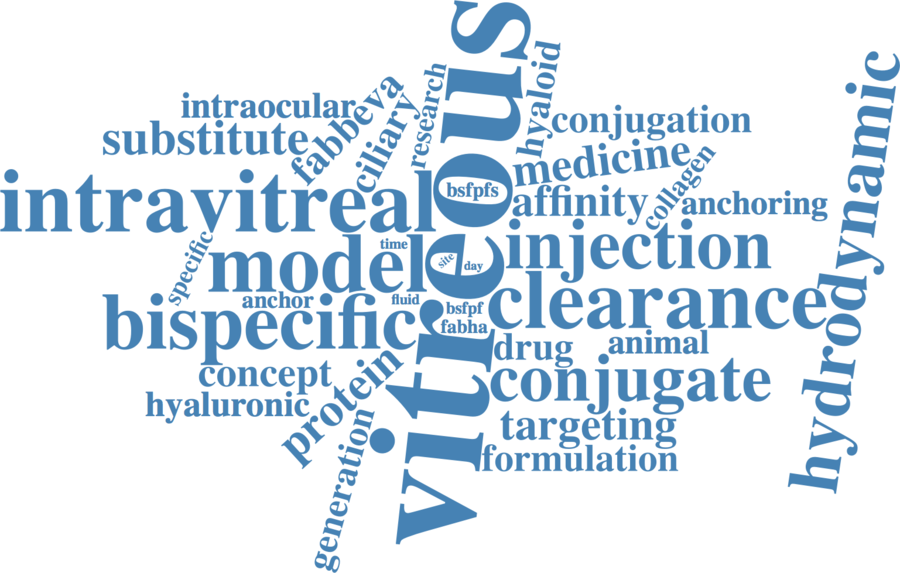 vitreous
hydrodynamic
intraocular
substitute
fabbeva
ciliary
research
hyaloid
conjugation
medicine
collagen
intravitreal
bsfpfs
affinity
anchoring
specific
model
time
site
day
injection
anchor
fluid
bsfpf
clearance
bispecific
fabha
drug
animal
concept
protein
conjugate
hyaluronic
targeting
generation
formulation